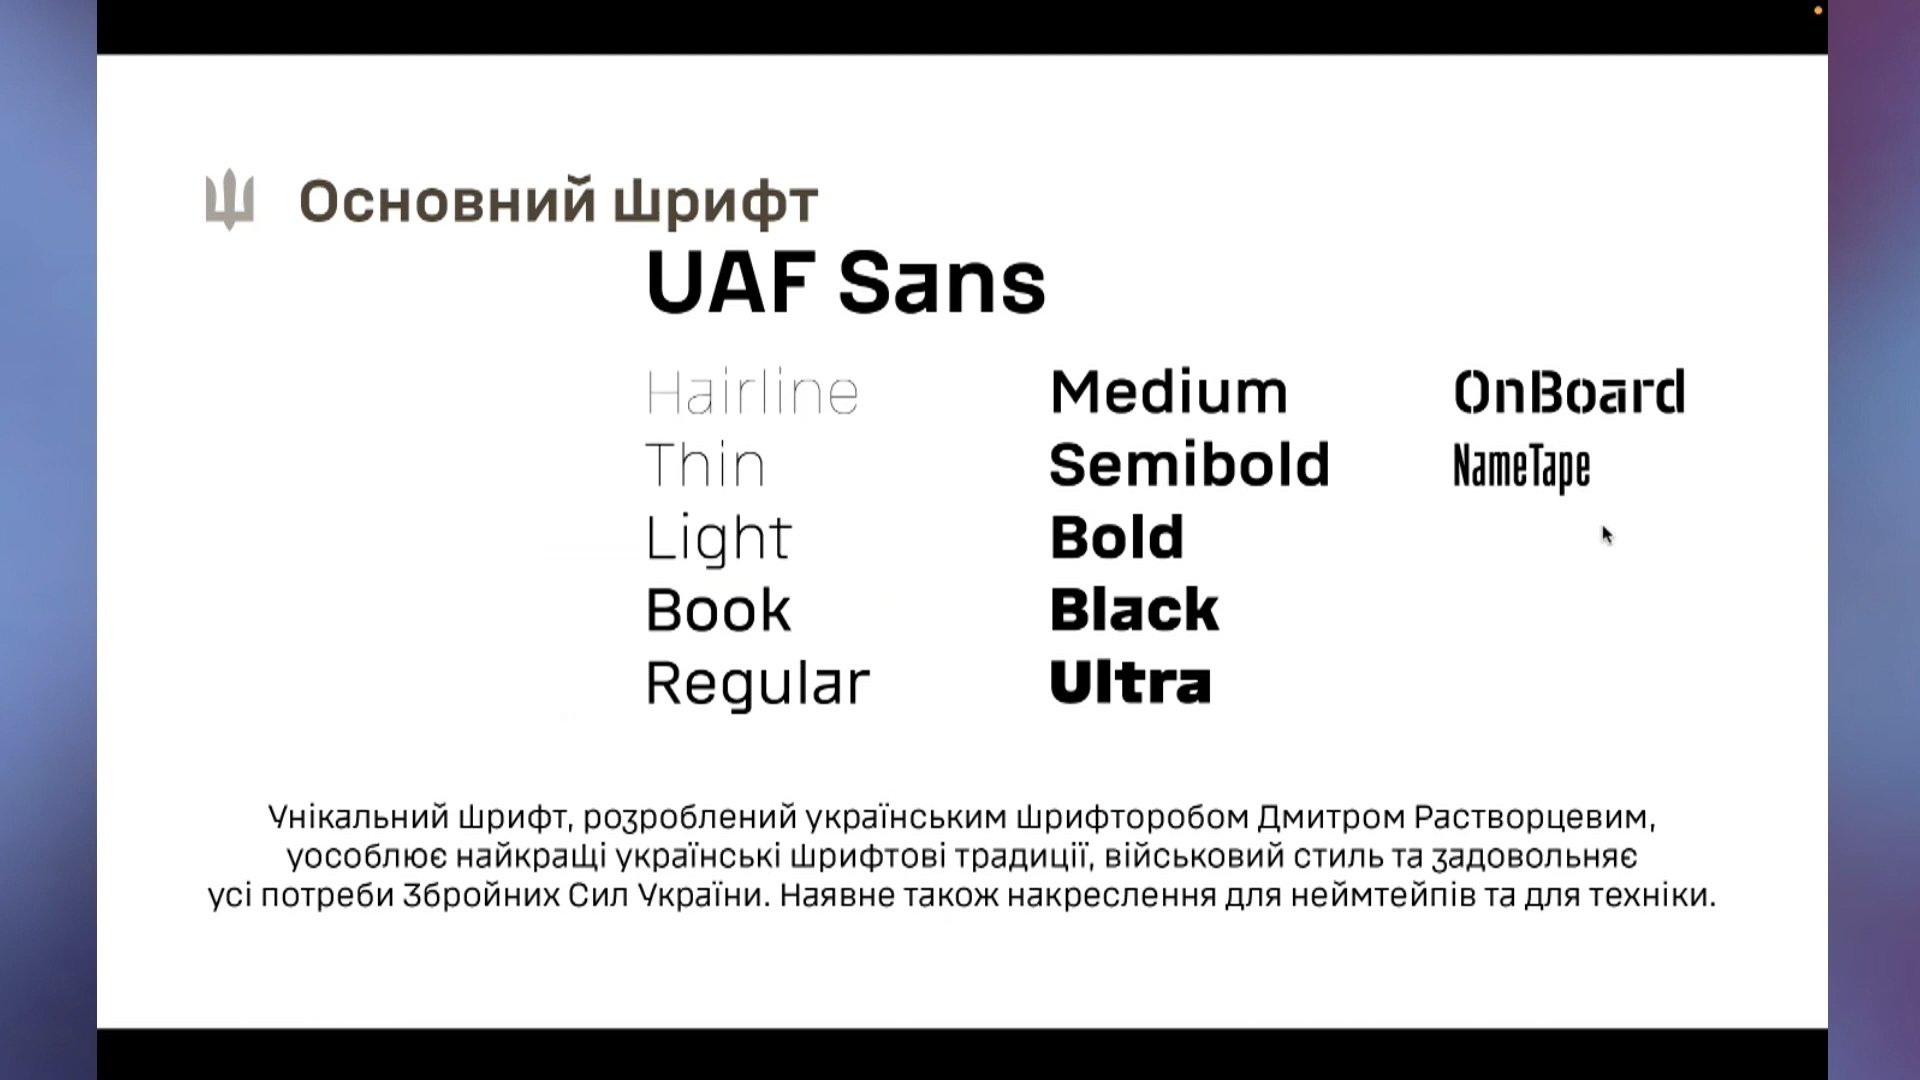 Основний шрифт
UAF Sans
Hairline
Thin
Light
Book
Regular
Medium
Semibold
Bold
Black
Ultra
OnBoard
NameTape
Унікальний шрифт, розроблений українським шрифторобом Дмитром Растворцевим,
уособлює найкращі українські шрифтові традиції, військовий стиль та задовольняє
усі потреби Збройних Сил України. Наявне також накреслення для неймтейпів та для техніки.